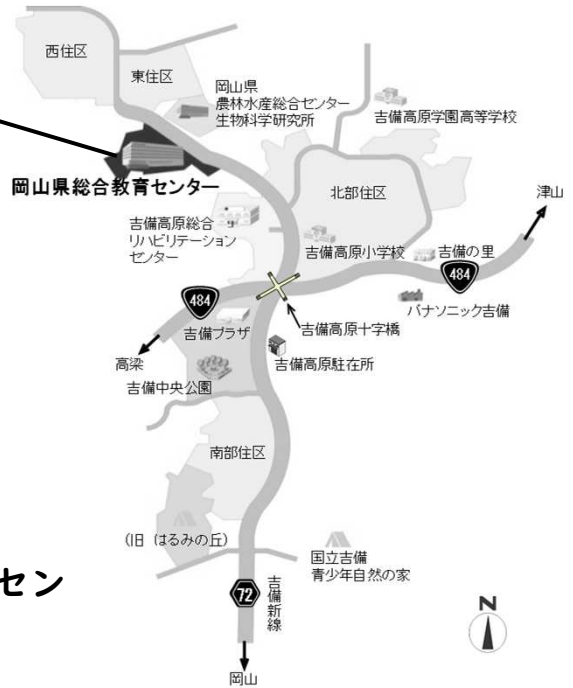 西住区
東住区
岡山県
農林水産総合センター
生物科学研究所
吉備高原学園高等学校
岡山県総合教育センター
北部住区
津山
吉備高原総合
リハビリテーション
センター
吉備高原小学校
吉備の里
484
484
パナソニック吉備
吉備高原十字橋
吉備プラザ
高梁
吉備高原駐在所
吉備中央公園
南部住区
(旧 はるみの丘)
国立吉備
青少年自然の家
セン
72
吉備新線
N
岡山